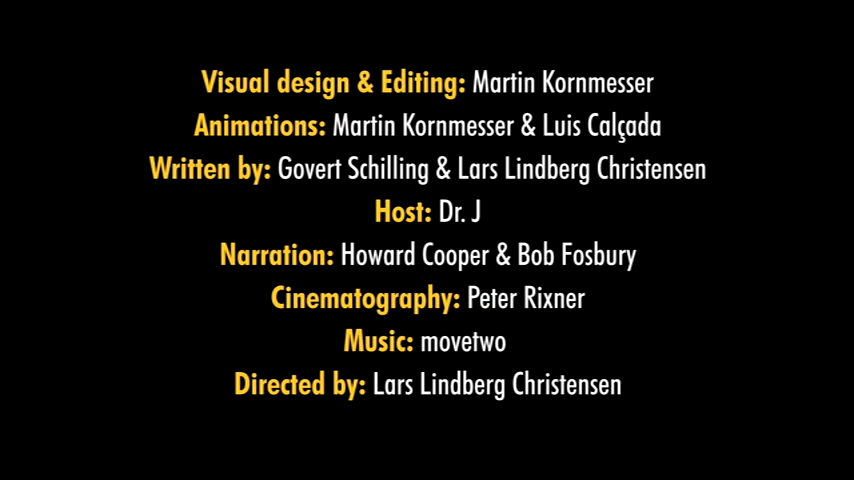 Visual design & Editing: Martin Kornmesser
Animations: Martin Kornmesser & Luis Calçada
Written by: Govert Schilling & Lars Lindberg Christensen
Host: Dr. J
Narration: Howard Cooper & Bob Fosbury
Cinematography: Peter Rixner
Music: movetwo
Directed by: Lars Lindberg Christensen